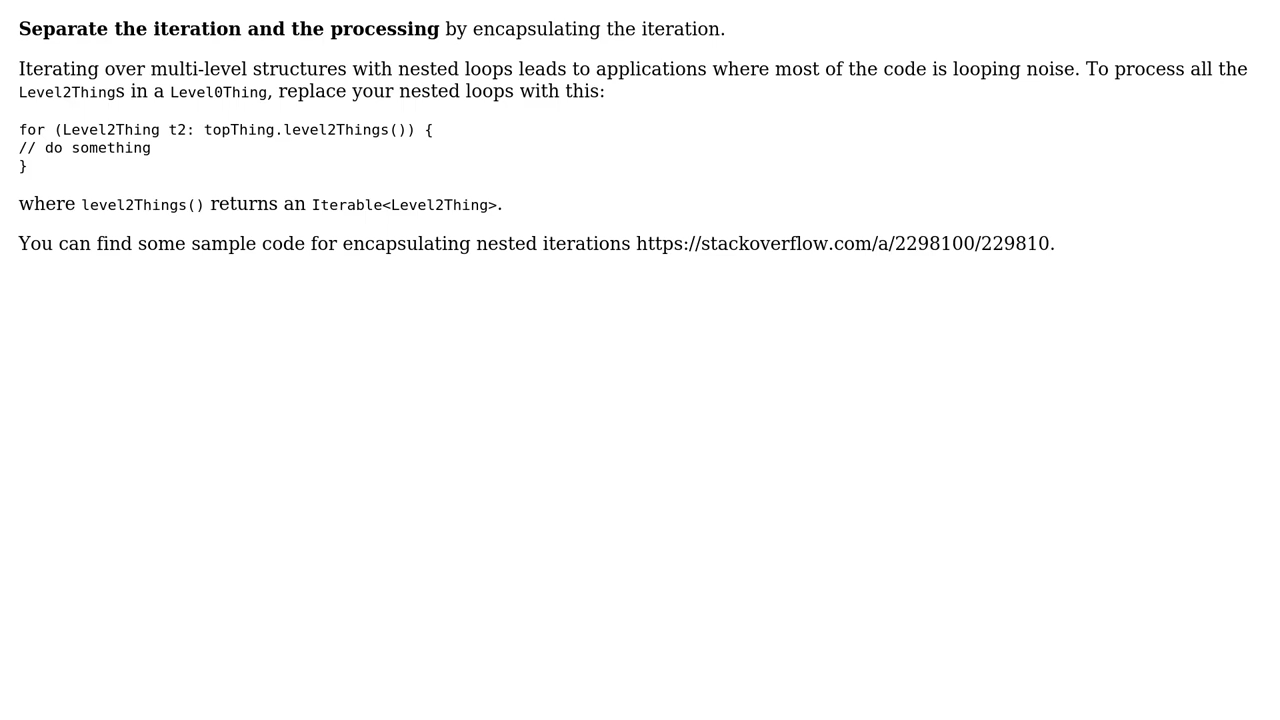 Separate the iteration and the processing by encapsulating the iteration.
Iterating over multi-level structures with nested loops leads to applications where most of the code is looping noise. To process all the
Level2Things in a Level0Thing, replace your nested loops with this:
for (Level2Thing t2: topThing.level2Things()) {
// do something
}
where level2Things() returns an Iterable<Level2Thing>.
You can find some sample code for encapsulating nested iterations https://stackoverflow.com/a/2298100/229810.